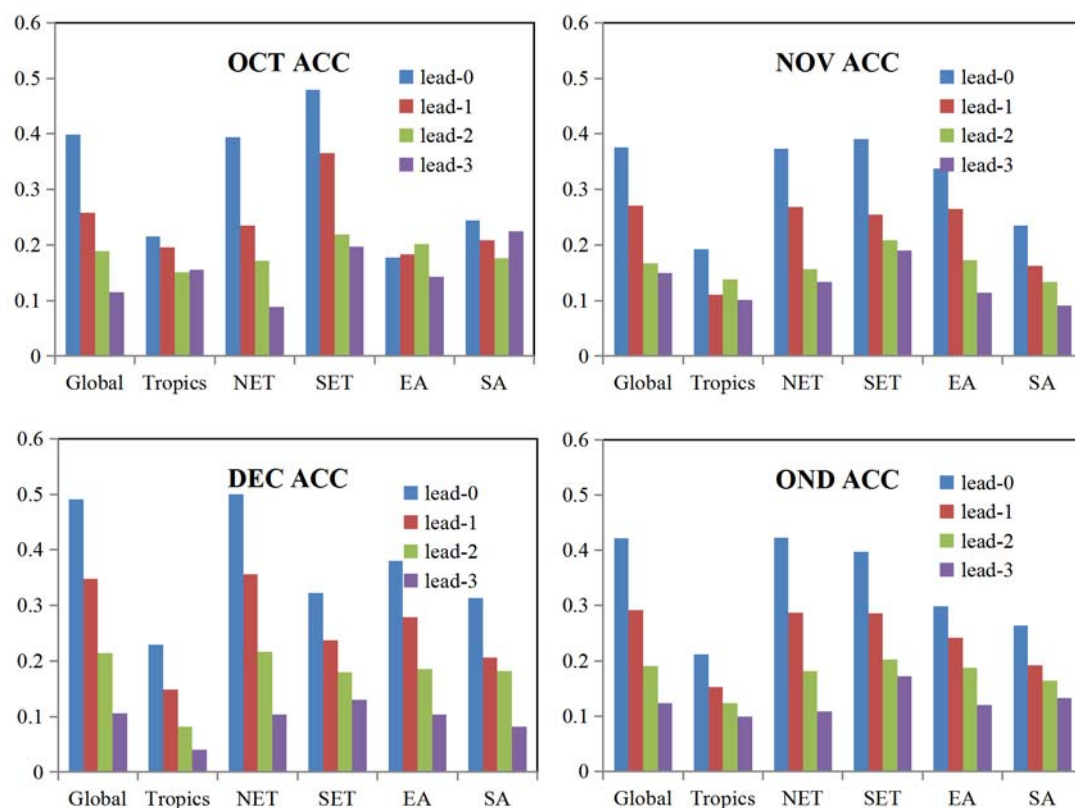 OCT ACC
0.6
0.5
0.4
0.3
0.2
0.1
0
lead-0
lead-1
lead-2
lead-3
Global Tropics NET SET EA SA
NOV ACC
0.6
0.5
0.4
0.3
0.2
0.1
0
lead-0
lead-1
lead-2
lead-3
Global Tropics NET SET EA SA
DEC ACC
0.6
0.5
0.4
0.3
0.2
0.1
0
lead-0
lead-1
lead-2
lead-3
Global Tropics NET SET EA SA
OND ACC
0.6
0.5
0.4
0.3
0.2
0.1
0
lead-0
lead-1
lead-2
lead-3
Global Tropics NET SET EA SA